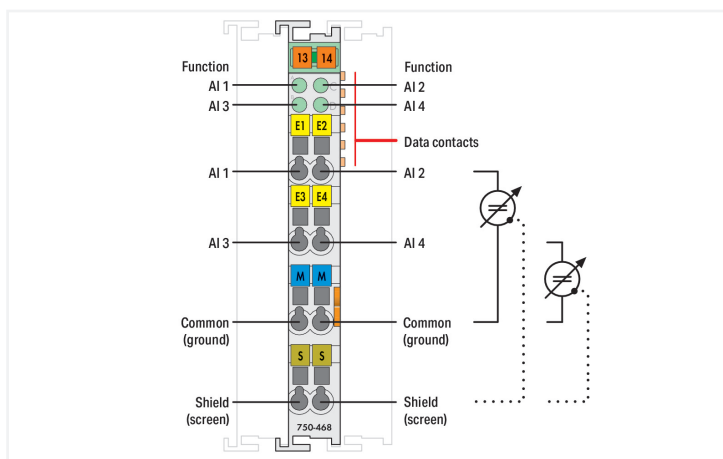 13 14
Function Function
AI 1 AI 2
AI 3 AI 4
E1 E2
Data contacts
AI 1 AI 2
E3 E4
AI 3 AI 4
M M
Common Common
(ground) (ground)
S S
Shield Shield
(screen) (screen)
750-468